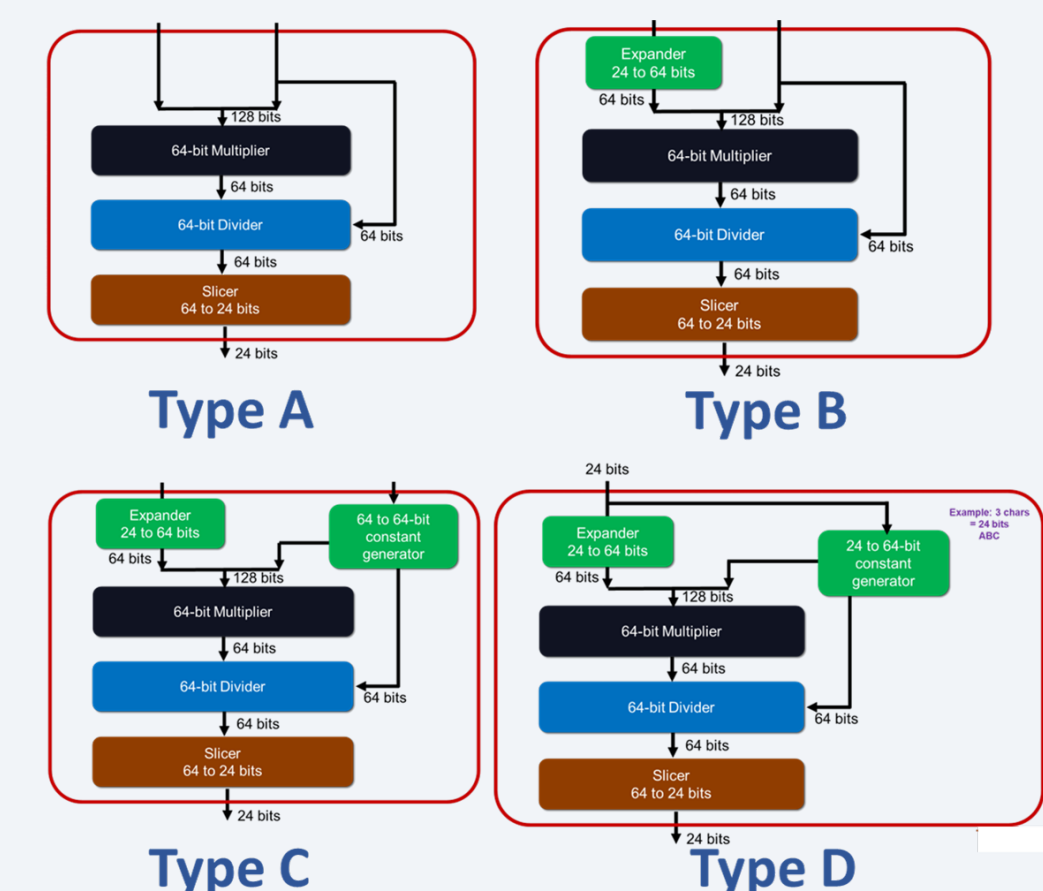 128 bits
64-bit Multiplier
64 bits
64-bit Divider
64 bits
64 bits
Slicer
64 to 24 bits
24 bits
Type A
Expander
24 to 64 bits
64 bits
128 bits
64-bit Multiplier
64 bits
64-bit Divider
64 bits
64 bits
Slicer
64 to 24 bits
24 bits
Type B
Expander
24 to 64 bits
64 to 64-bit
constant
generator
64 bits
128 bits
64-bit Multiplier
64 bits
64-bit Divider
64 bits
64 bits
Slicer
64 to 24 bits
24 bits
Type C
24 bits
Example: 3 chars
= 24 bits
ABC
Expander
24 to 64 bits
24 to 64-bit
constant
generator
64 bits
128 bits
64-bit Multiplier
64 bits
64-bit Divider
64 bits
64 bits
Slicer
64 to 24 bits
24 bits
Type D